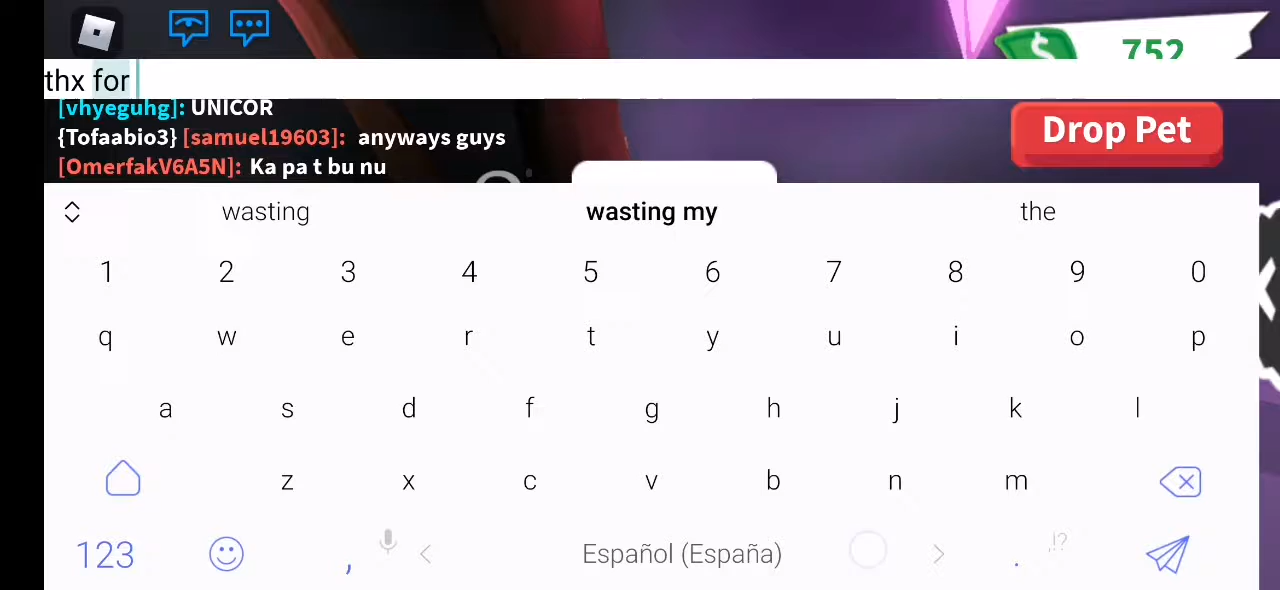 752
thx for
[vhyeguhg]: UNICOR
{Tofaabio3} [samuel19603]: anyways guys
[OmerfakV6A5N]: Ka pa t bu nu
Drop Pet
wasting wasting my the
1 2 3 4 5 6 7 8 9 0
q w e r t y u i o p
a s d f g h j k l
z x c v b n m
123 , Español (España) . ,!?